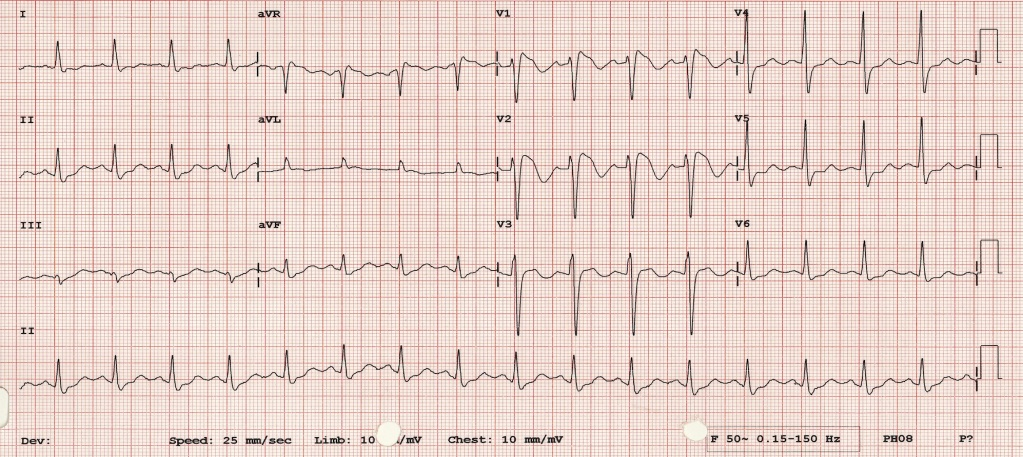 I aVR V1 V4
II aVL V2 V5
III aVF V3 V6
II
Dev: Speed: 25 mm/sec Limb: 10 /mV Chest: 10 mm/mV F 50~ 0.15-150 Hz PH08 P?